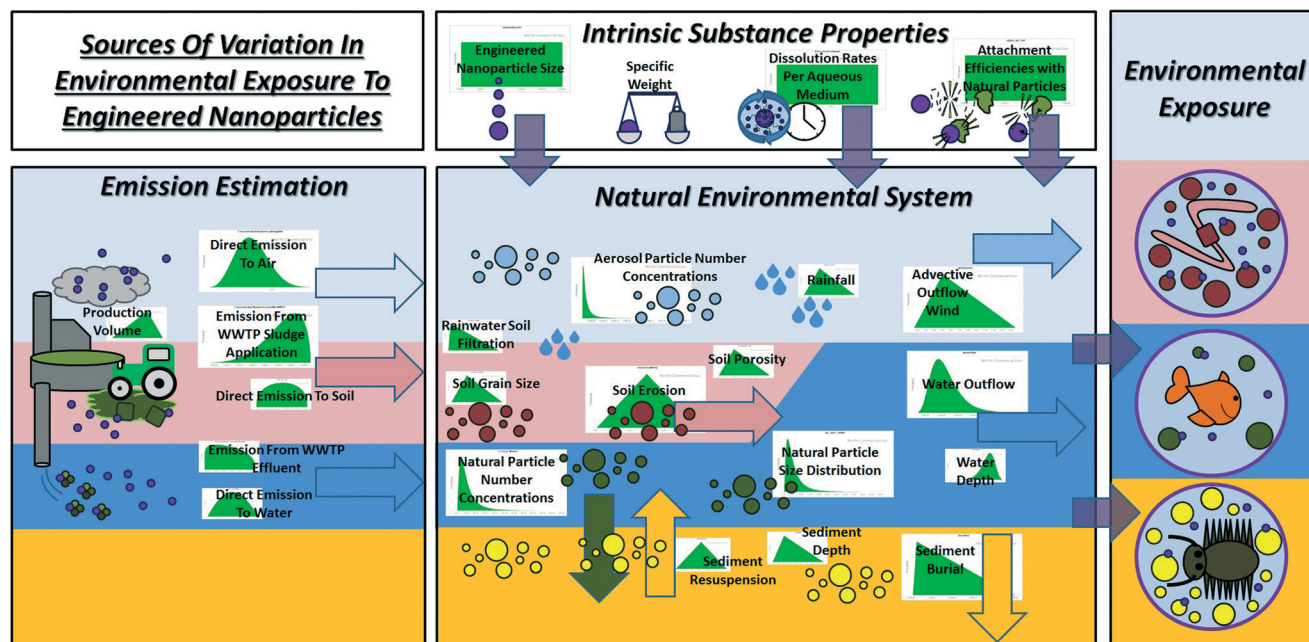 Sources Of Variation In
Environmental Exposure To
Engineered Nanoparticles
Intrinsic Substance Properties
Engineered
Nanoparticle Size
Specific
Weight
Dissolution Rates
Per Aqueous
Medium
Attachment
Efficiencies with
Natural Particles
Environmental
Exposure
Emission Estimation
Direct Emission
To Air
Production
Volume
Emission From
WWTP Sludge
Application
Direct Emission To Soil
Emission From WWTP
Effluent
Direct Emission
To Water
Natural Environmental System
Aerosol Particle Number
Concentrations
Rainfall
Advective
Outflow
Wind
Rainwater Soil
Filtration
Soil Grain Size
Soil Erosion
Soil Porosity
Water Outflow
Natural Particle
Number
Concentrations
Natural Particle
Size Distribution
Water
Depth
Sediment
Resuspension
Sediment
Depth
Sediment
Burial